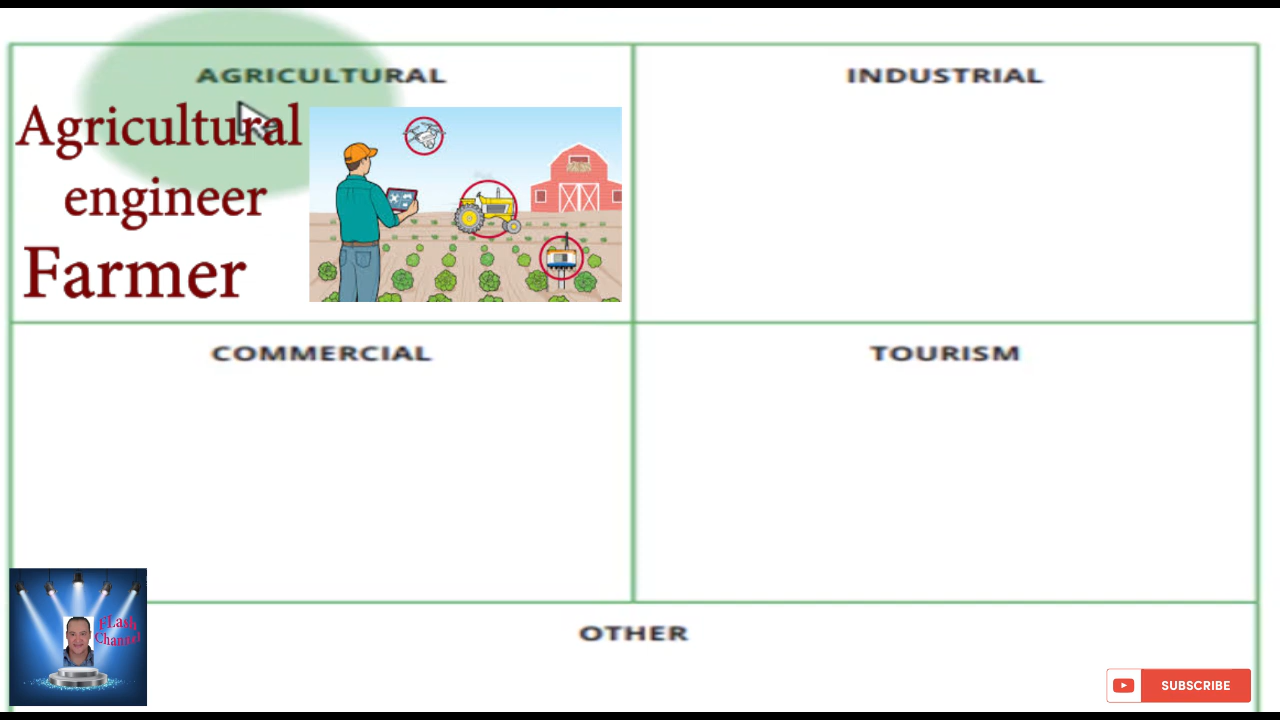 AGRICULTURAL
Agricultural
engineer
Farmer
INDUSTRIAL
COMMERCIAL
TOURISM
OTHER
FLash
Channel
SUBSCRIBE